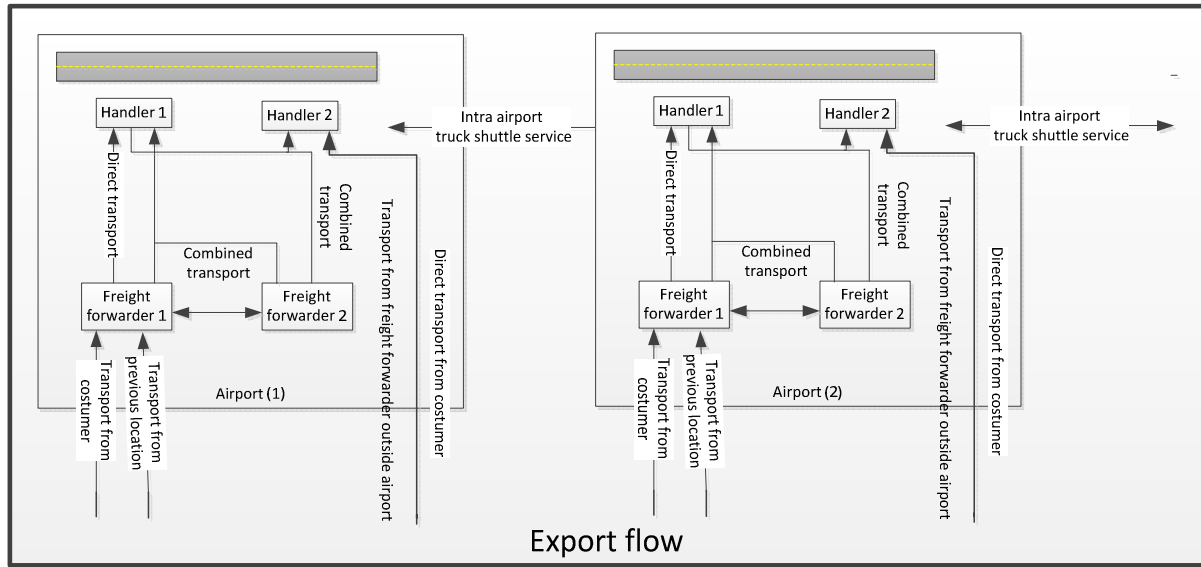 Handler 1
Handler 2
Direct transport
Combined
transport
Combined
transport
Freight
forwarder 1
Freight
forwarder 2
Transport from
costumer
Transport from
previous location
Transport from freight forwarder outside airport
Direct transport from costumer
Airport (1)
Intra airport
truck shuttle service
Handler 1
Handler 2
Direct transport
Combined
transport
Combined
transport
Freight
forwarder 1
Freight
forwarder 2
Transport from
costumer
Transport from
previous location
Transport from freight forwarder outside airport
Direct transport from costumer
Airport (2)
Intra airport
truck shuttle service
Export flow